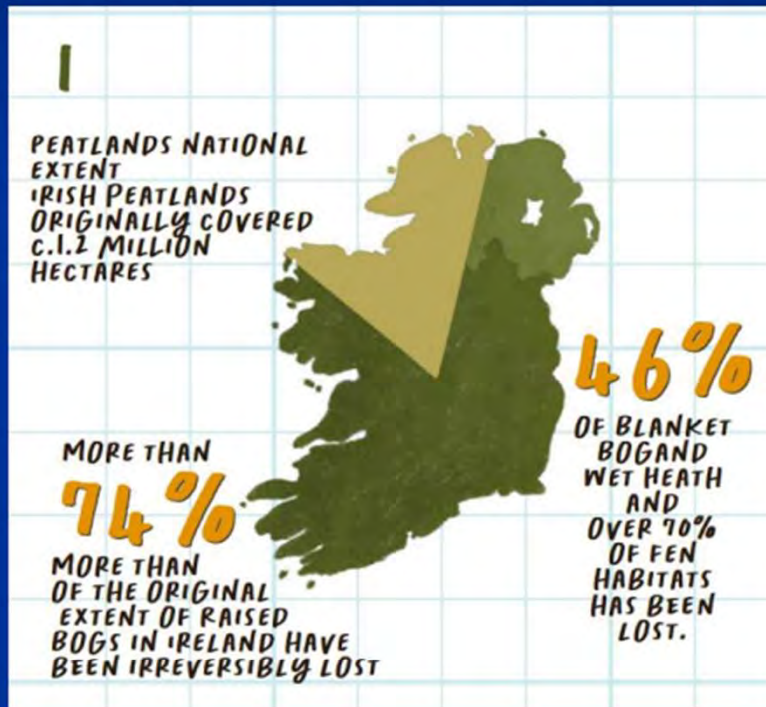 1
PEATLANDS NATIONAL
EXTENT
IRISH PEATLANDS
ORIGINALLY COVERED
c.1.2 MILLION
HECTARES
MORE THAN
74%
MORE THAN
OF THE ORIGINAL
EXTENT OF RAISED
BOGS IN IRELAND HAVE
BEEN IRREVERSIBLY LOST
46%
OF BLANKET
BOGAND
WET HEATH
AND
OVER 70%
OF FEN
HABITATS
HAS BEEN
LOST.